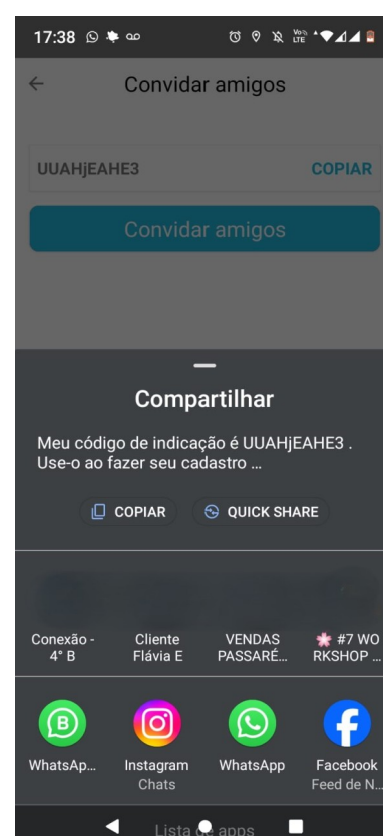 17:38
Vo))
LTE
Convidar amigos
UUAHjEAHE3 COPIAR
Convidar amigos
Compartilhar
Meu código de indicação é UUAHjEAHE3 .
Use-o ao fazer seu cadastro ...
COPIAR QUICK SHARE
Conexão - Cliente VENDAS 🌸 #7 WO
4° B Flávia E PASSARÉ... RKSHOP ...
WhatsAp... Instagram WhatsApp Facebook
Chats Feed de N...
Lista de apps